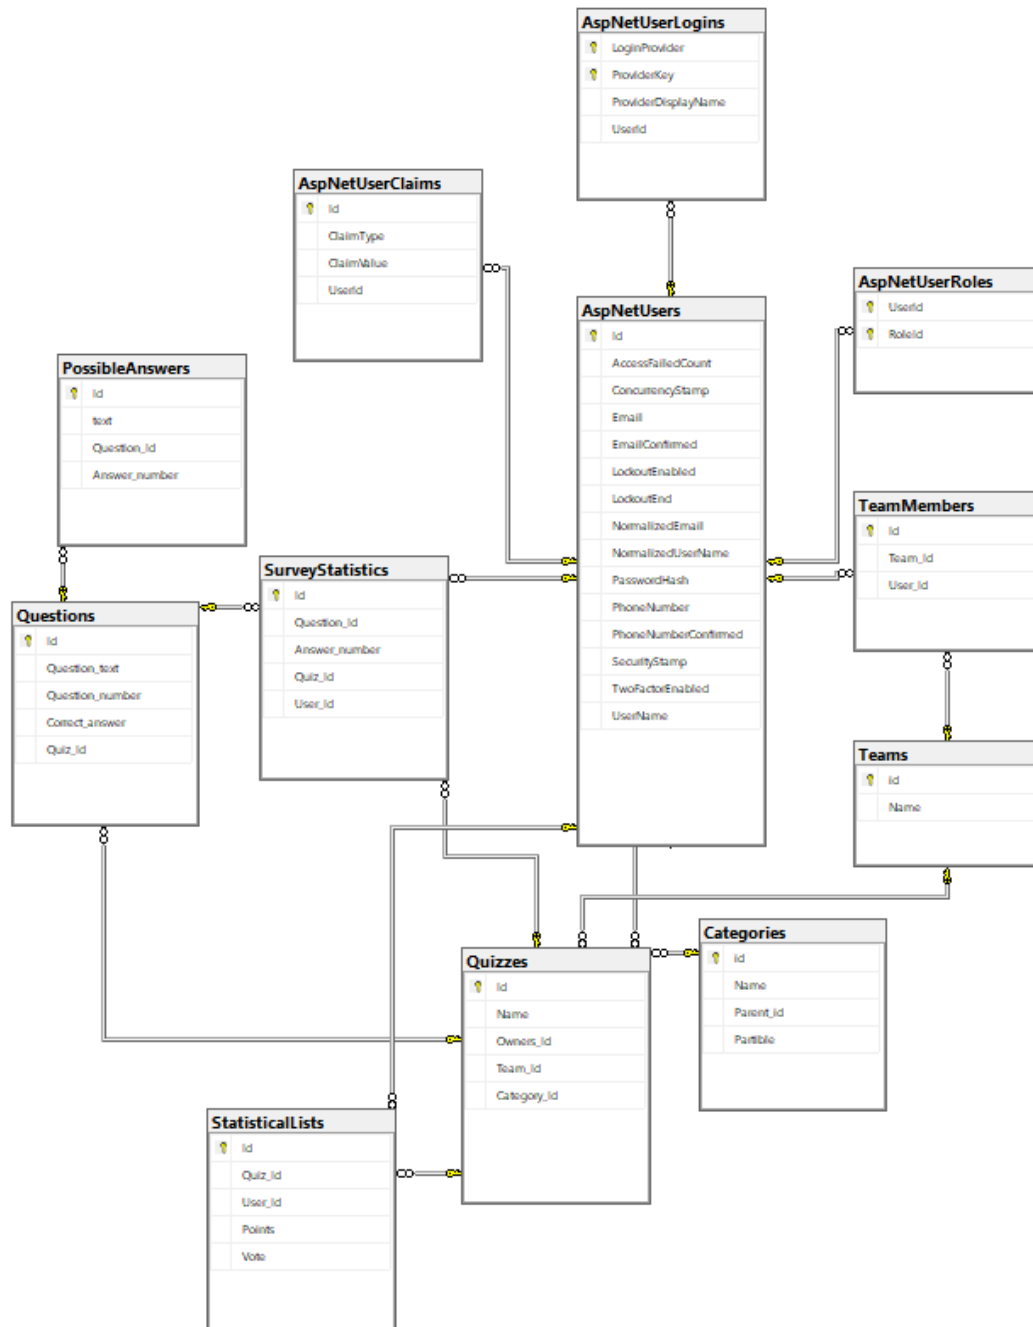 AspNetUserLogins
LoginProvider
ProviderKey
ProviderDisplayName
UserId
AspNetUserClaims
Id
ClaimType
ClaimValue
UserId
AspNetUserRoles
UserId
RoleId
AspNetUsers
Id
AccessFailledCount
ConcurrencyStamp
Email
EmailConfirmed
LockoutEnabled
LockoutEnd
NormalizedEmail
NormalizedUserName
PasswordHash
PhoneNumber
PhoneNumberConfirmed
SecurityStamp
TwoFactorEnabled
UserName
PossibleAnswers
Id
text
Question_Id
Answer_number
TeamMembers
Id
Team_Id
User_Id
SurveyStatistics
Id
Question_Id
Answer_number
Quiz_Id
User_Id
Questions
Id
Question_text
Question_number
Correct_answer
Quiz_Id
Teams
Id
Name
Categories
Id
Name
Parent_id
Partible
Quizzes
Id
Name
Owners_Id
Team_Id
Category_Id
StatisticalLists
Id
Quiz_Id
User_Id
Points
Vote